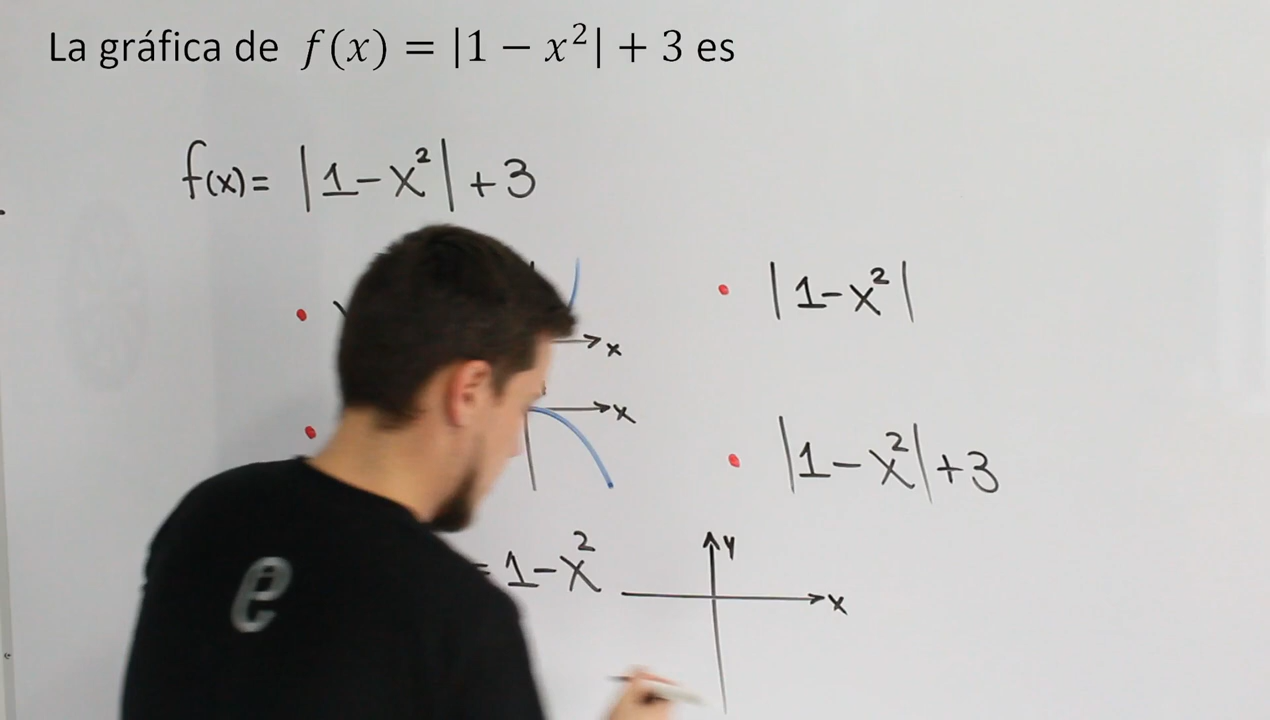 La gráfica de f(x) = |1 − x²| + 3 es
f(x)= |1-x²| +3
• |1-x²|
x
x
• |1-x²|+3
= 1-x²
y
x
e